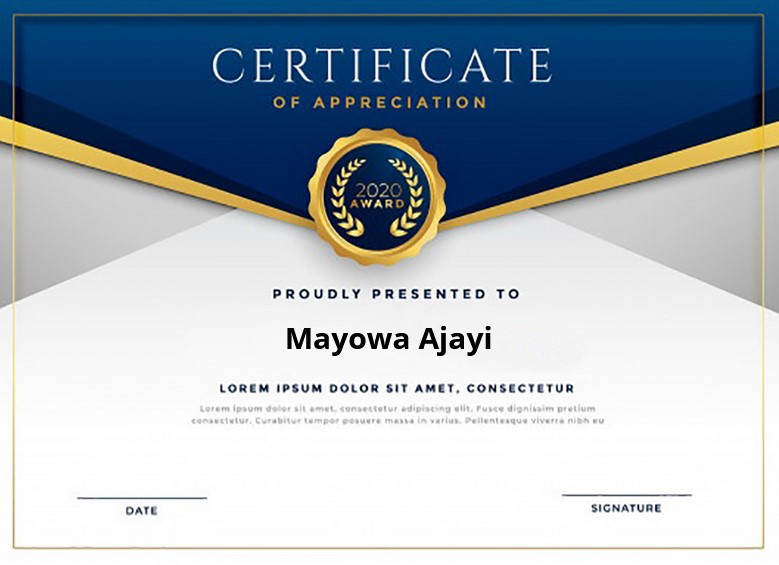 CERTIFICATE
OF APPRECIATION
2020
AWARD
PROUDLY PRESENTED TO
Mayowa Ajayi
LOREM IPSUM DOLOR SIT AMET, CONSECTETUR
Lorem ipsum dolor sit amet, consectetur adipiscing elit. Fusce dignissim pretium
consectetur. Curabitur tempor posuere massa in varius. Pellentesque viverra nibh eu
DATE
SIGNATURE